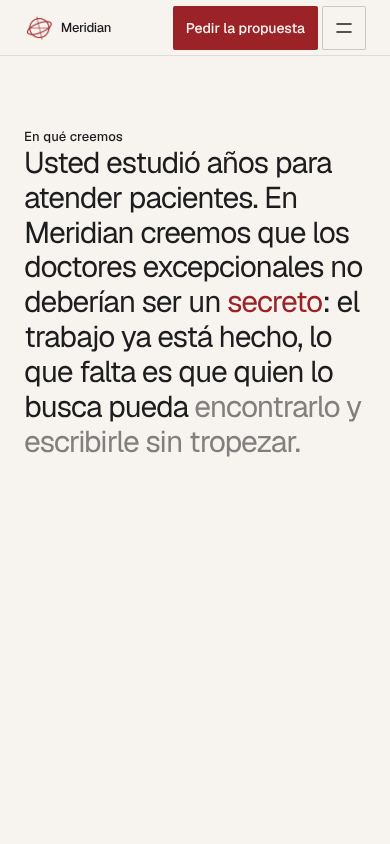 Meridian
Pedir la propuesta
En qué creemos
Usted estudió años para
atender pacientes. En
Meridian creemos que los
doctores excepcionales no
deberían ser un secreto: el
trabajo ya está hecho, lo
que falta es que quien lo
busca pueda encontrarlo y
escribirle sin tropezar.